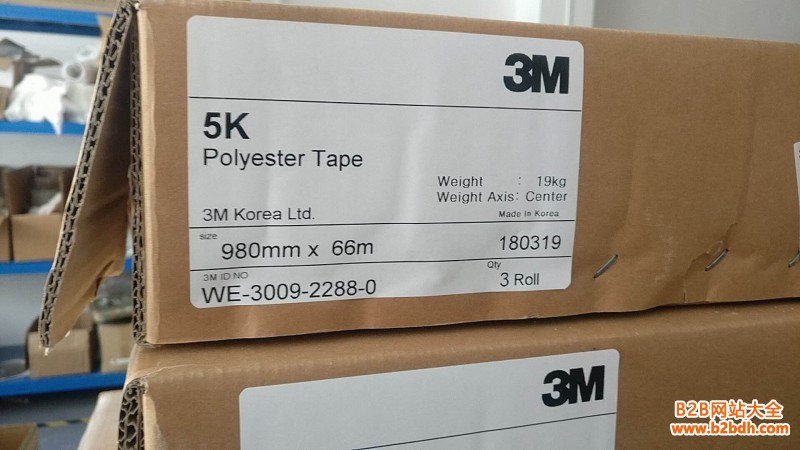 3M
5K
Polyester Tape
Weight : 19kg
Weight Axis: Center
3M Korea Ltd.
Made In Korea
size
980mm x 66m
180319
3M ID NO
Qty
WE-3009-2288-0
3 Roll
3M
B2B网站大全
www.b2bdh.com